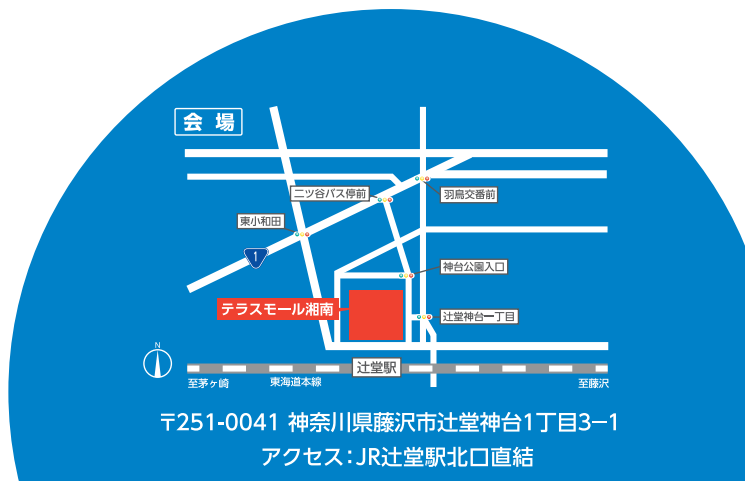 会場
二ツ谷バス停前
羽鳥交番前
東小和田
1
神台公園入口
テラスモール湘南
辻堂神台一丁目
N
辻堂駅
至茅ヶ崎
東海道本線
至藤沢
〒251-0041 神奈川県藤沢市辻堂神台1丁目3−1
アクセス：JR辻堂駅北口直結